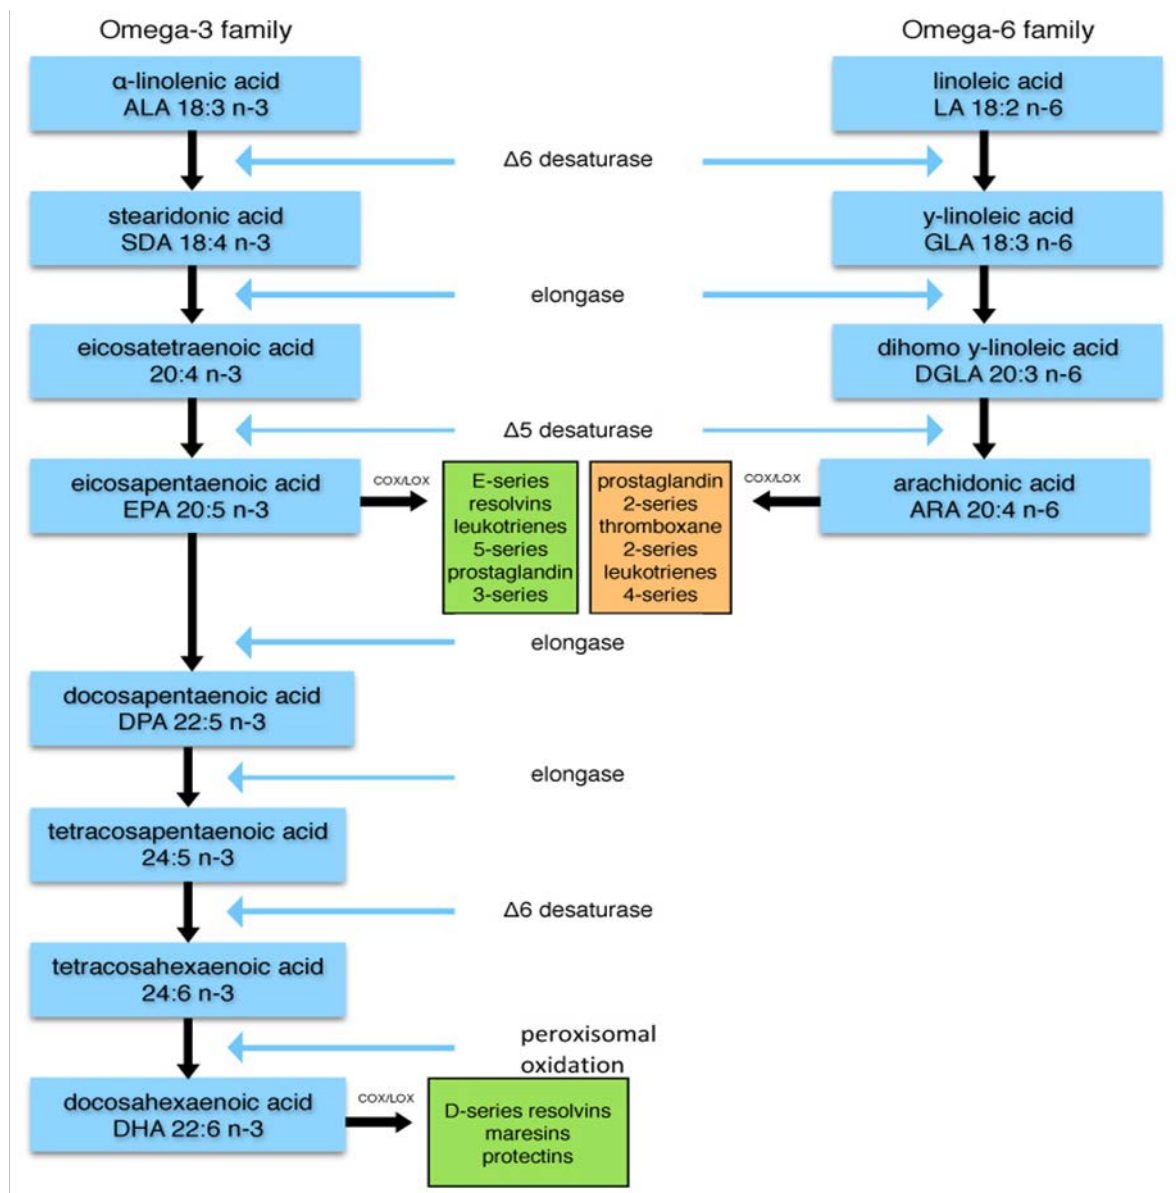 Omega-3 family
Omega-6 family
α-linolenic acid
ALA 18:3 n-3
linoleic acid
LA 18:2 n-6
Δ6 desaturase
stearidonic acid
SDA 18:4 n-3
y-linoleic acid
GLA 18:3 n-6
elongase
eicosatetraenoic acid
20:4 n-3
dihomo y-linoleic acid
DGLA 20:3 n-6
Δ5 desaturase
eicosapentaenoic acid
EPA 20:5 n-3
COX/LOX
E-series
resolvins
leukotrienes
5-series
prostaglandin
3-series
prostaglandin
2-series
thromboxane
2-series
leukotrienes
4-series
COX/LOX
arachidonic acid
ARA 20:4 n-6
elongase
docosapentaenoic acid
DPA 22:5 n-3
elongase
tetracosapentaenoic acid
24:5 n-3
Δ6 desaturase
tetracosahexaenoic acid
24:6 n-3
peroxisomal
oxidation
docosahexaenoic acid
DHA 22:6 n-3
COX/LOX
D-series resolvins
maresins
protectins